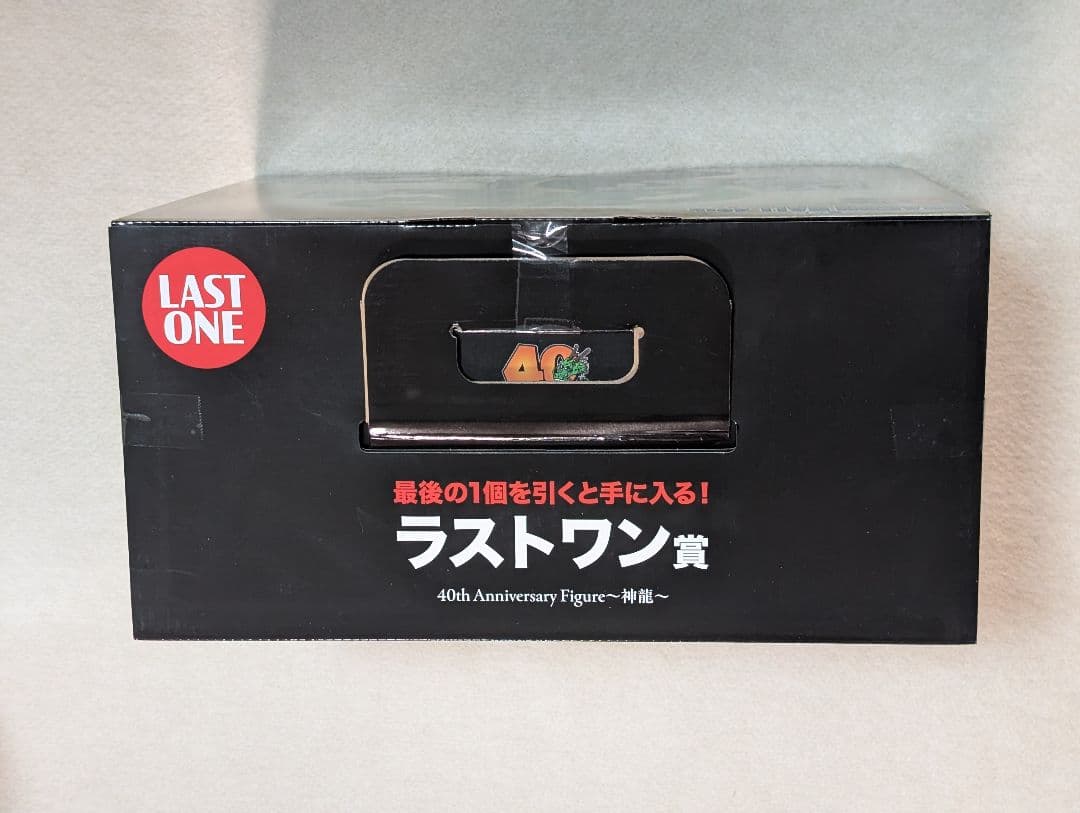 LAST
ONE
40
最後の1個を引くと手に入る!
ラストワン賞
40th Anniversary Figure～神龍～